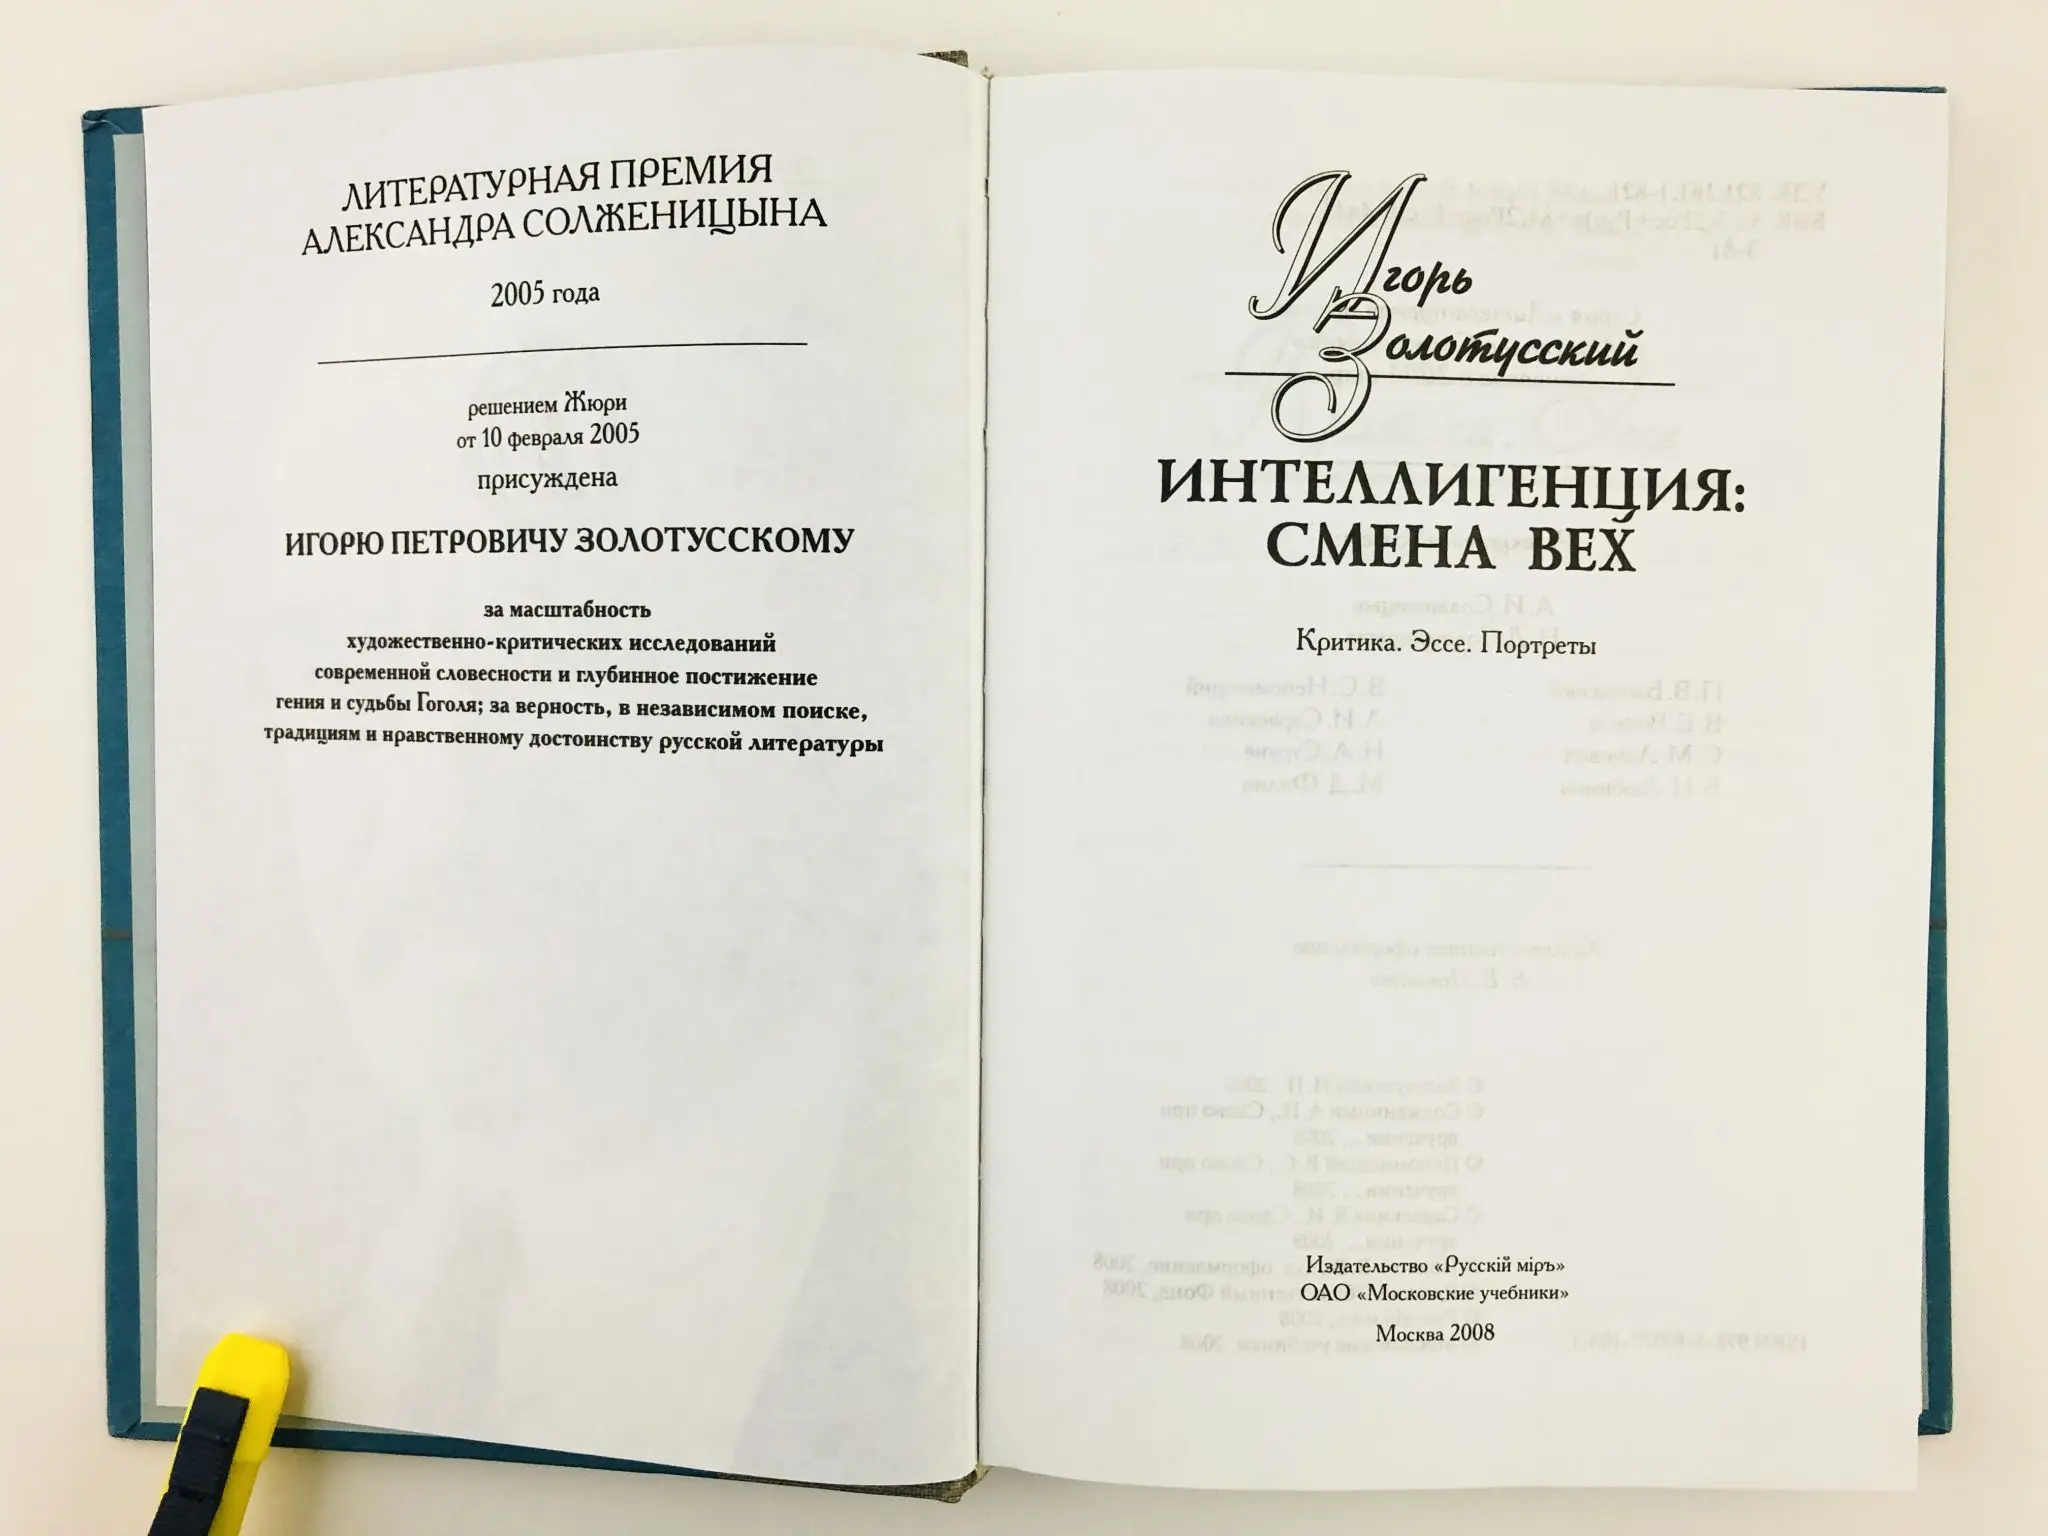 ЛИТЕРАТУРНАЯ ПРЕМИЯ
АЛЕКСАНДРА СОЛЖЕНИЦЫНА
2005 года
решением Жюри
от 10 февраля 2005
присуждена
ИГОРЮ ПЕТРОВИЧУ ЗОЛОТУССКОМУ
за масштабность
художественно-критических исследований
современной словесности и глубинное постижение
гения и судьбы Гоголя; за верность, в независимом поиске,
традициям и нравственному достоинству русской литературы
Игорь
Золотусский
ИНТЕЛЛИГЕНЦИЯ:
СМЕНА ВЕХ
Критика. Эссе. Портреты
Издательство «Русскiй мiръ»
ОАО «Московские учебники»
Москва 2008